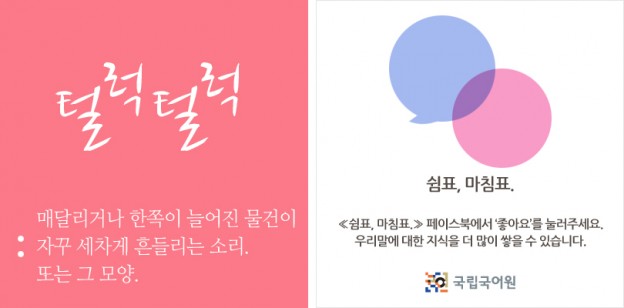 털럭털럭
: 매달리거나 한쪽이 늘어진 물건이
자꾸 세차게 흔들리는 소리.
또는 그 모양.
쉼표, 마침표.
≪쉼표, 마침표.≫ 페이스북에서 '좋아요'를 눌러주세요.
우리말에 대한 지식을 더 많이 쌓을 수 있습니다.
국립국어원